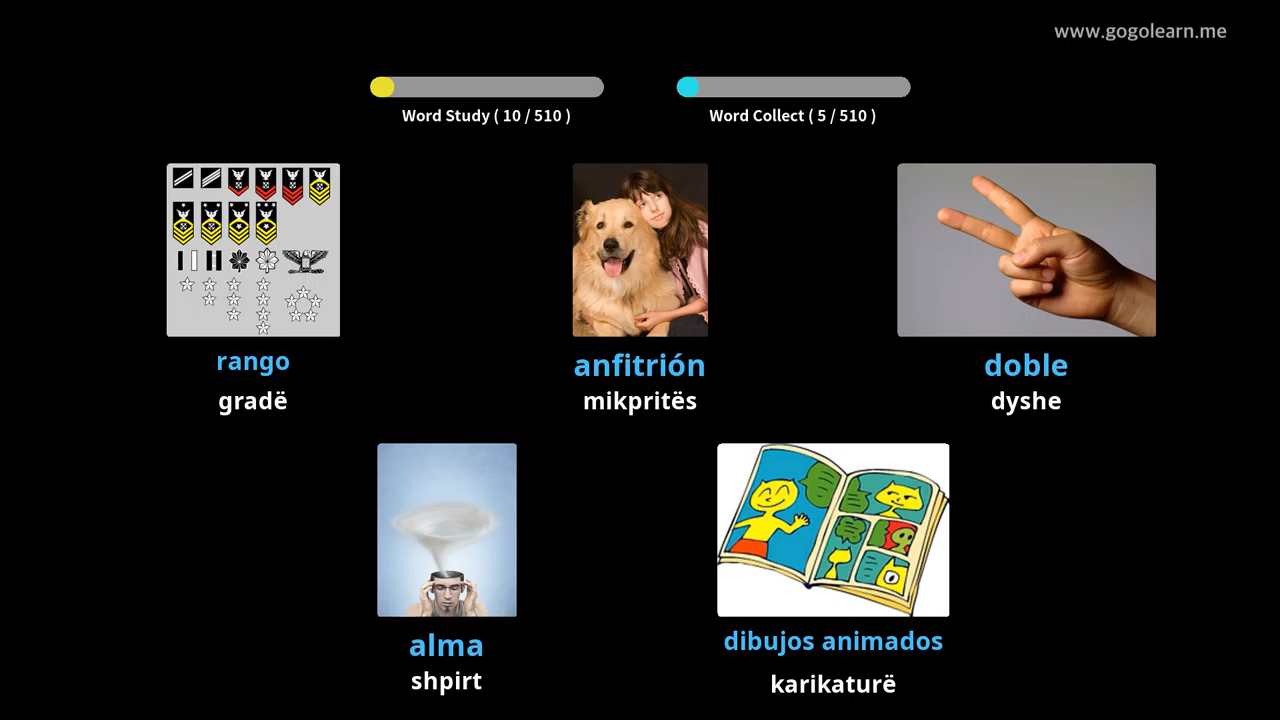 www.gogolearn.me
Word Study ( 10 / 510 )
Word Collect ( 5 / 510 )
rango
gradë
anfitrión
mikpritës
doble
dyshe
alma
shpirt
dibujos animados
karikaturë